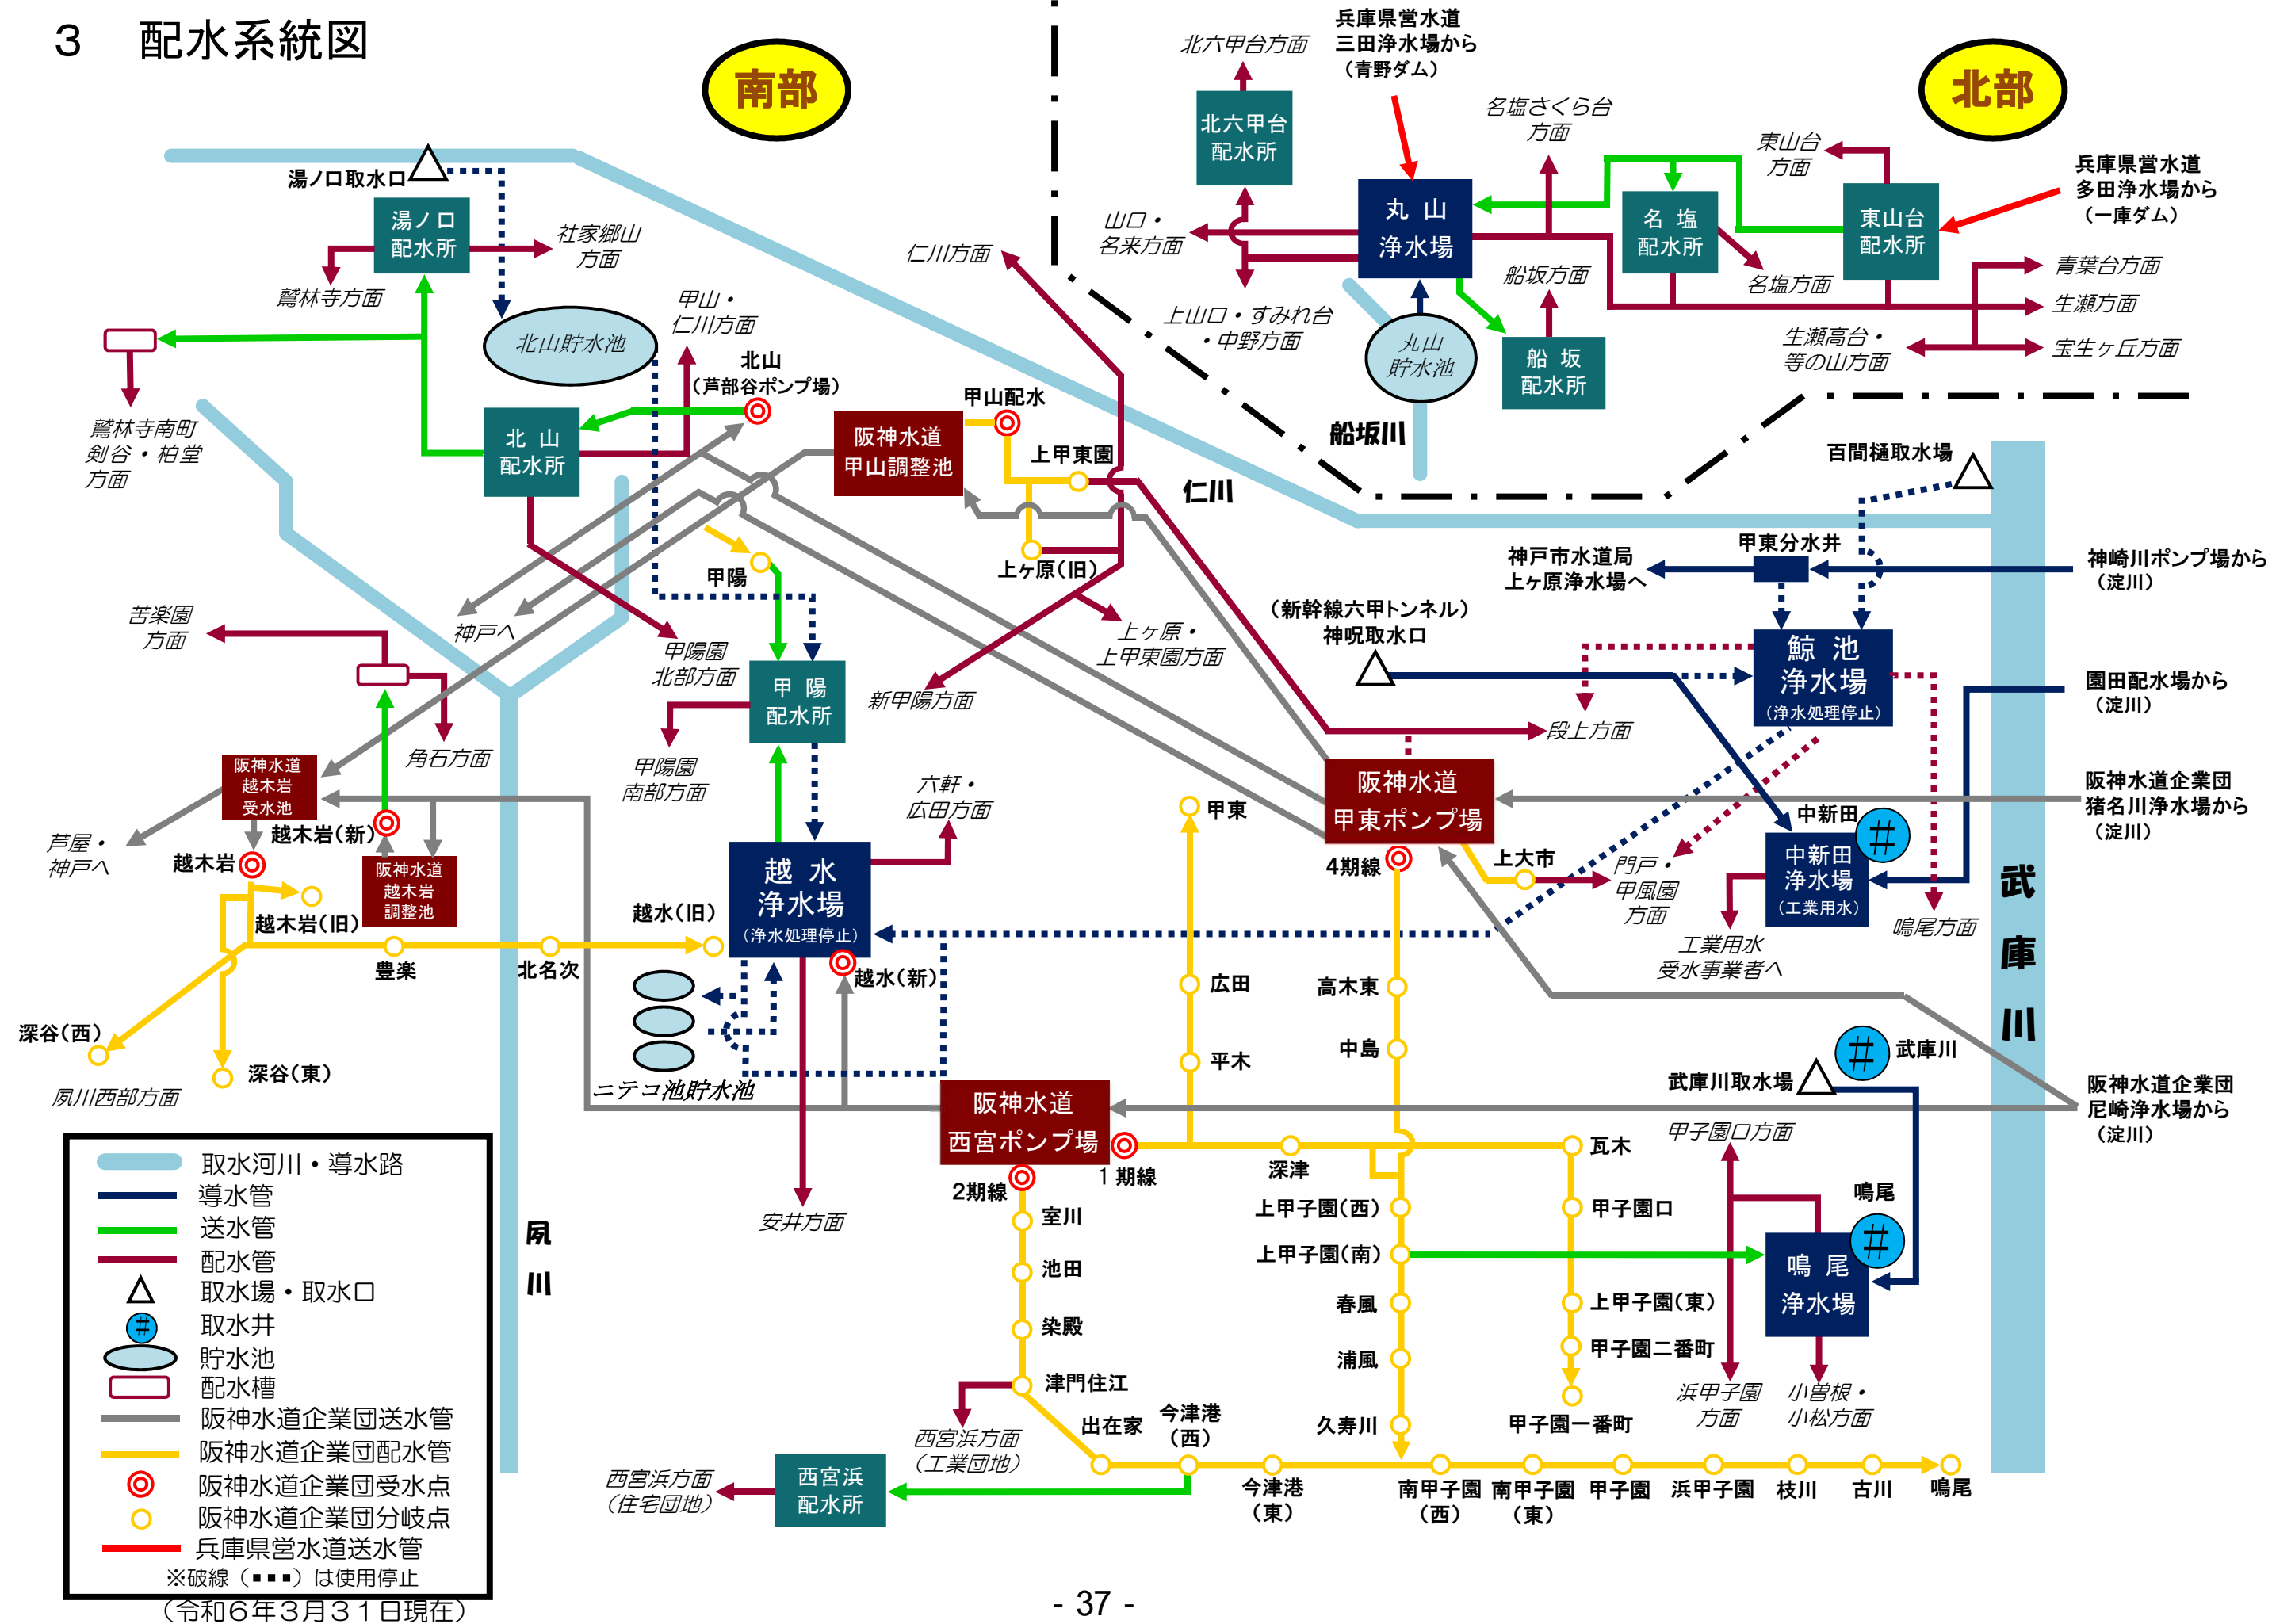 ３　配水系統図
南部
北部
湯ノ口取水口
湯ノ口
配水所
社家郷山
方面
鷲林寺方面
北山貯水池
甲山・
仁川方面
鷲林寺南町
剣谷・柏堂
方面
北山
(芦部谷ポンプ場)
北 山
配水所
仁川方面
阪神水道
甲山調整池
甲山配水
上甲東園
上ヶ原(旧)
甲陽
神戸へ
苦楽園
方面
角石方面
甲陽園
北部方面
甲 陽
配水所
甲陽園
南部方面
新甲陽方面
上ヶ原・
上甲東園方面
仁川
北六甲台方面
北六甲台
配水所
兵庫県営水道
三田浄水場から
(青野ダム)
名塩さくら台
方面
東山台
方面
兵庫県営水道
多田浄水場から
(一庫ダム)
山口・
名来方面
丸 山
浄水場
名 塩
配水所
東山台
配水所
名塩方面
青葉台方面
生瀬方面
上山口・すみれ台
・中野方面
船坂方面
丸山
貯水池
船 坂
配水所
生瀬高台・
等の山方面
宝生ヶ丘方面
船坂川
百間樋取水場
神戸市水道局
上ヶ原浄水場へ
甲東分水井
神崎川ポンプ場から
(淀川)
(新幹線六甲トンネル)
神呪取水口
鯨 池
浄水場
(浄水処理停止)
園田配水場から
(淀川)
段上方面
阪神水道
越木岩
受水池
芦屋・
神戸へ
越木岩(新)
越木岩
阪神水道
越木岩
調整池
越木岩(旧)
豊楽
北名次
深谷(西)
深谷(東)
夙川西部方面
六軒・
広田方面
越 水
浄水場
(浄水処理停止)
越水(旧)
越水(新)
ニテコ池貯水池
安井方面
阪神水道
甲東ポンプ場
甲東
4期線
上大市
門戸・
甲風園
方面
中新田
中新田
浄水場
(工業用水)
井
工業用水
受水事業者へ
鳴尾方面
阪神水道企業団
猪名川浄水場から
(淀川)
武
庫
川
広田
平木
高木東
中島
武庫川取水場
井
武庫川
阪神水道企業団
尼崎浄水場から
(淀川)
阪神水道
西宮ポンプ場
1期線
2期線
深津
瓦木
甲子園口方面
室川
池田
染殿
津門住江
上甲子園(西)
上甲子園(南)
春風
浦風
久寿川
甲子園口
上甲子園(東)
甲子園二番町
甲子園一番町
鳴尾
井
鳴 尾
浄水場
浜甲子園
方面
小曽根・
小松方面
西宮浜方面
(工業団地)
出在家
今津港
(西)
今津港
(東)
南甲子園
(西)
南甲子園
(東)
甲子園
浜甲子園
枝川
古川
鳴尾
西宮浜方面
(住宅団地)
西宮浜
配水所
夙
川
取水河川・導水路
導水管
送水管
配水管
取水場・取水口
井
取水井
貯水池
配水槽
阪神水道企業団送水管
阪神水道企業団配水管
阪神水道企業団受水点
阪神水道企業団分岐点
兵庫県営水道送水管
※破線（･･･）は使用停止
（令和６年３月３１日現在）
- 37 -